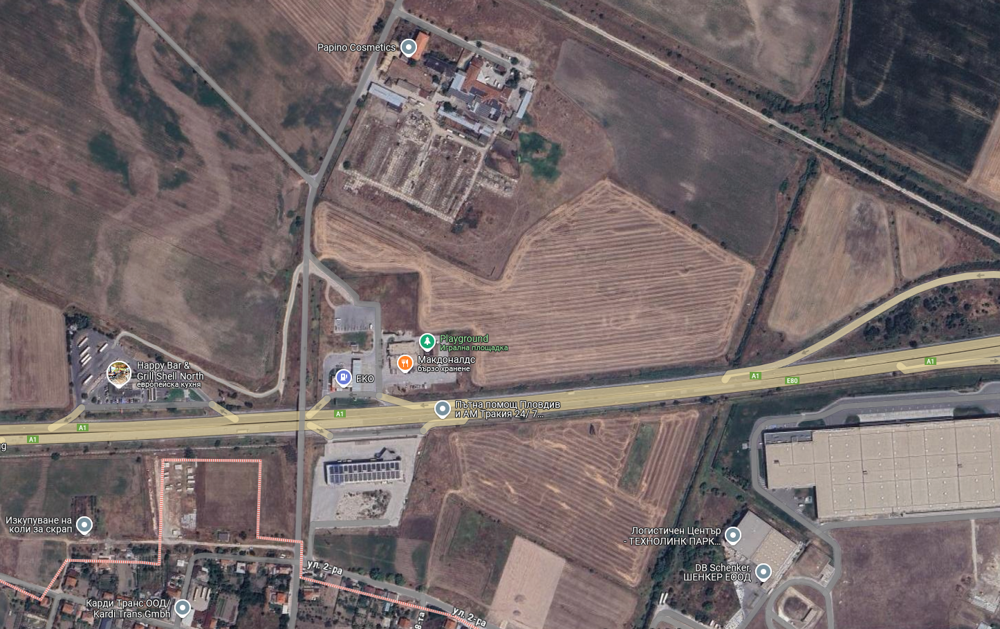 Papino Cosmetics
Playground
Игрална площадка
Happy Bar &
Grill Shell North
европейска кухня
Макдоналдс
бързо хранене
EKO
A1
E80
A1
Пътна помощ Пловдив
и АМ Тракия 24/ 7...
A1
A1
A1
g
Изкупуване на
коли за скрап
Логистичен Център
- ТЕХНОЛИНК ПАРК...
DB Schenker,
ШЕНКЕР ЕООД
ул. 2-ра
Карди Транс ООД/
Kardi Trans Gmbh
8-та
ул. 2-ра